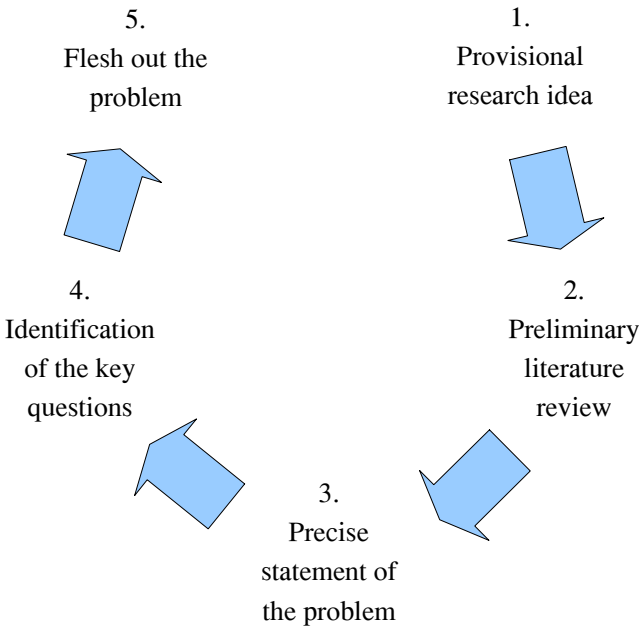 1.
Provisional
research idea
2.
Preliminary
literature
review
3.
Precise
statement of
the problem
4.
Identification
of the key
questions
5.
Flesh out the
problem